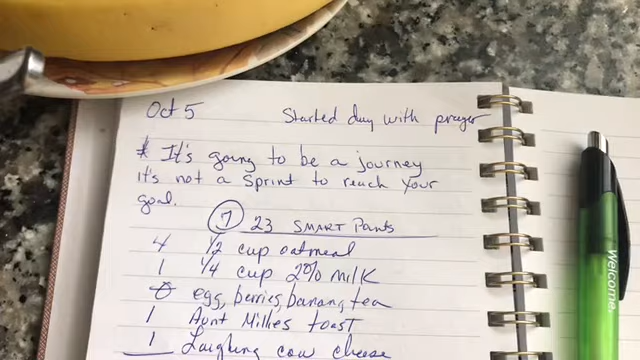 Oct 5 Started day with prayer
* It's going to be a journey
it's not a sprint to reach your
goal.
7 23 SMART Points
4 1/2 cup oatmeal
1 1/4 cup 2% Milk
0 egg, berries, banana, tea
1 Aunt Millies toast
1 Laughing cow cheese
Welcome.